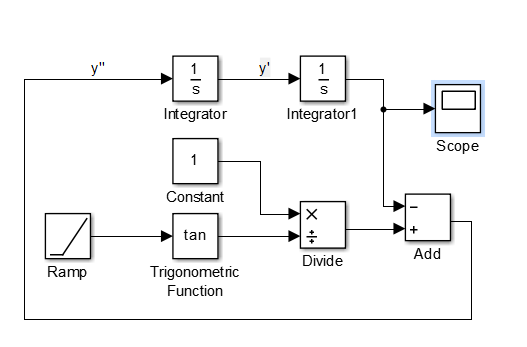 y"
y'
1
s
1
s
Integrator
Integrator1
Scope
1
Constant
×
÷
−
+
tan
Ramp
Trigonometric
Function
Divide
Add